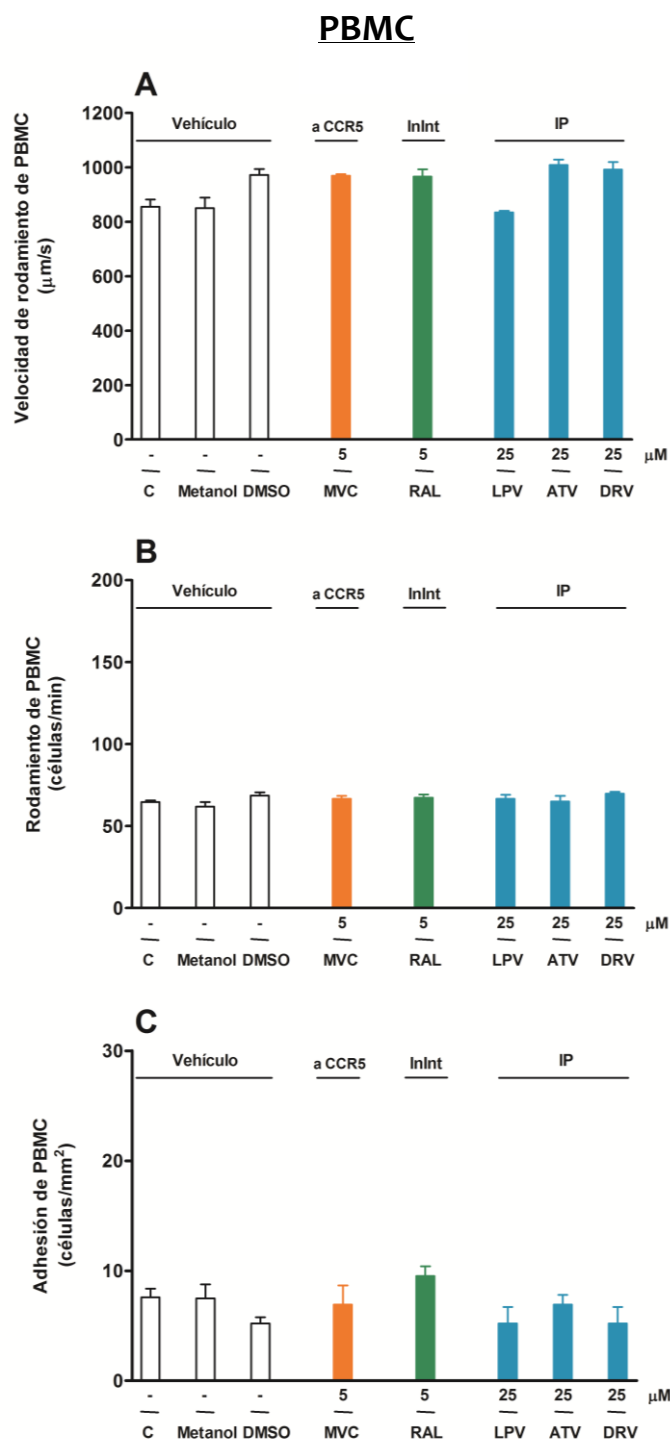 PBMC
A
Velocidad de rodamiento de PBMC
(μm/s)
1200
1000
800
600
400
200
0
Vehículo
a CCR5
InInt
IP
- - - 5 5 25 25 25 μM
C Metanol DMSO MVC RAL LPV ATV DRV
B
Rodamiento de PBMC
(células/min)
200
150
100
50
0
Vehículo
a CCR5
InInt
IP
- - - 5 5 25 25 25 μM
C Metanol DMSO MVC RAL LPV ATV DRV
C
Adhesión de PBMC
(células/mm²)
30
20
10
0
Vehículo
a CCR5
InInt
IP
- - - 5 5 25 25 25 μM
C Metanol DMSO MVC RAL LPV ATV DRV